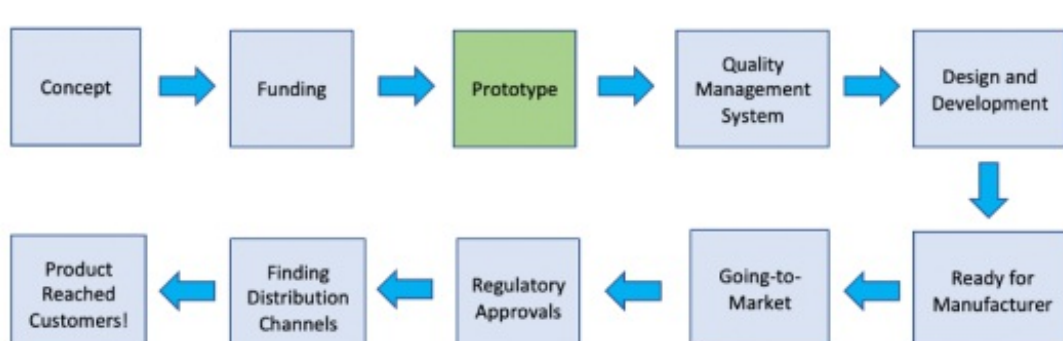 Concept
Funding
Prototype
Quality
Management
System
Design and
Development
Ready for
Manufacturer
Going-to-
Market
Regulatory
Approvals
Finding
Distribution
Channels
Product
Reached
Customers!